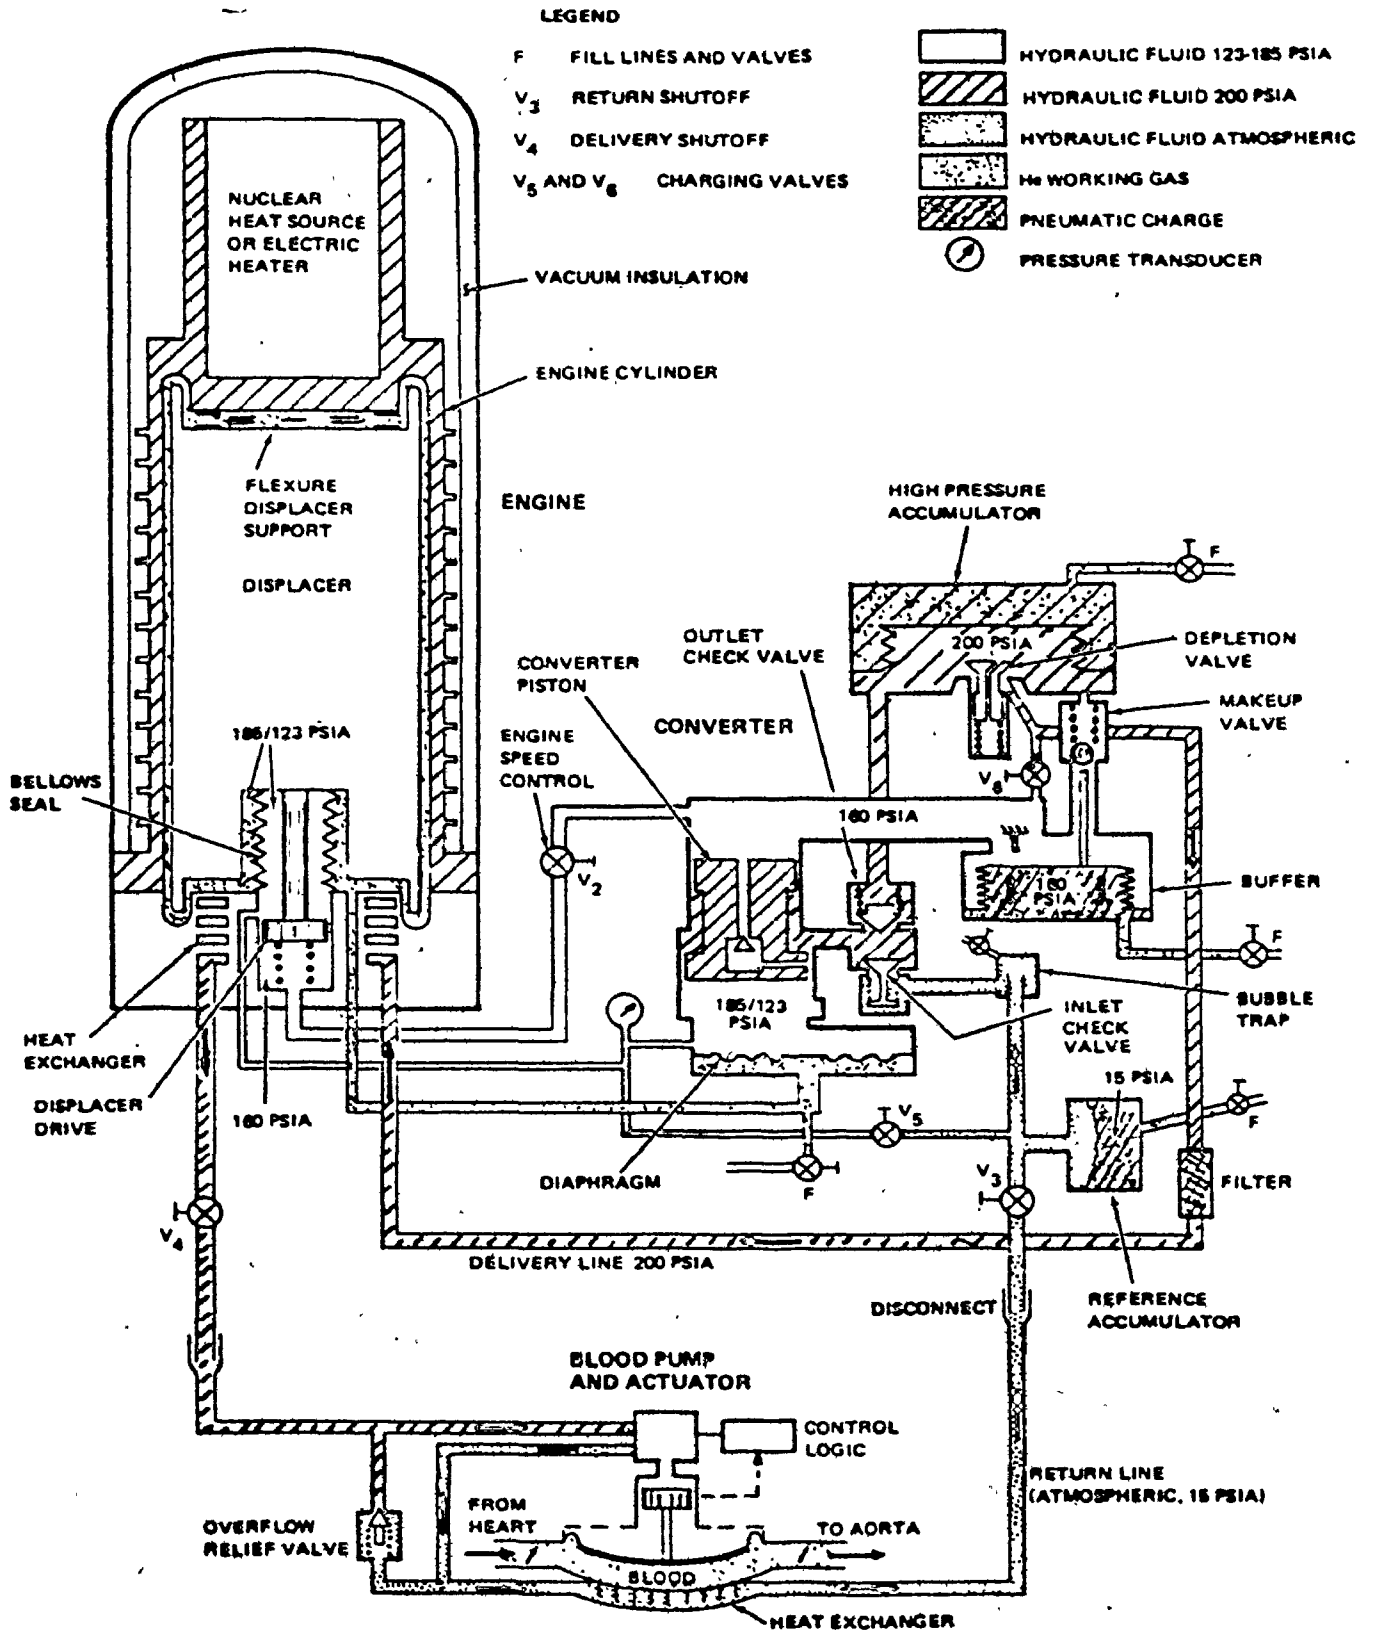 LEGEND
F FILL LINES AND VALVES
V3 RETURN SHUTOFF
V4 DELIVERY SHUTOFF
V5 AND V6 CHARGING VALVES
HYDRAULIC FLUID 123-185 PSIA
HYDRAULIC FLUID 200 PSIA
HYDRAULIC FLUID ATMOSPHERIC
He WORKING GAS
PNEUMATIC CHARGE
PRESSURE TRANSDUCER
NUCLEAR
HEAT SOURCE
OR ELECTRIC
HEATER
VACUUM INSULATION
ENGINE CYLINDER
FLEXURE
DISPLACER
SUPPORT
ENGINE
DISPLACER
HIGH PRESSURE
ACCUMULATOR
F
200 PSIA
DEPLETION
VALVE
OUTLET
CHECK VALVE
CONVERTER
PISTON
MAKEUP
VALVE
CONVERTER
185/123 PSIA
ENGINE
SPEED
CONTROL
BELLOWS
SEAL
V6
160 PSIA
V2
160
PSIA
BUFFER
F
185/123
PSIA
BUBBLE
TRAP
INLET
CHECK
VALVE
HEAT
EXCHANGER
15 PSIA
DISPLACER
DRIVE
160 PSIA
V5
F
DIAPHRAGM
F
V3
FILTER
V4
DELIVERY LINE 200 PSIA
DISCONNECT
REFERENCE
ACCUMULATOR
BLOOD PUMP
AND ACTUATOR
CONTROL
LOGIC
RETURN LINE
(ATMOSPHERIC, 15 PSIA)
FROM
HEART
TO AORTA
OVERFLOW
RELIEF VALVE
BLOOD
HEAT EXCHANGER